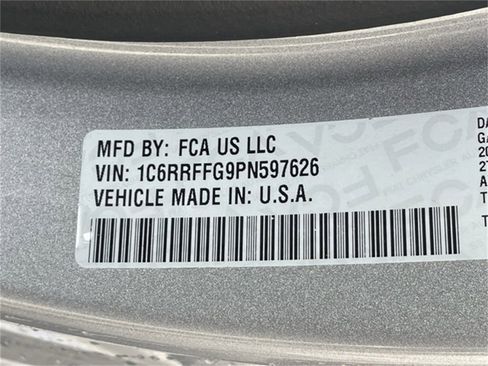 MFD BY: FCA US LLC
VIN: 1C6RRFFG9PN597626
VEHICLE MADE IN: U.S.A.